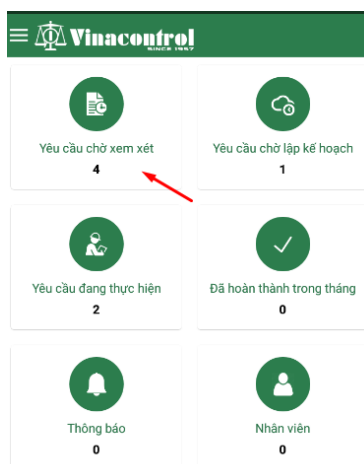 Vinacontrol
SINCE 1957
Yêu cầu chờ xem xét
4
Yêu cầu chờ lập kế hoạch
1
Yêu cầu đang thực hiện
2
Đã hoàn thành trong tháng
0
Thông báo
0
Nhân viên
0